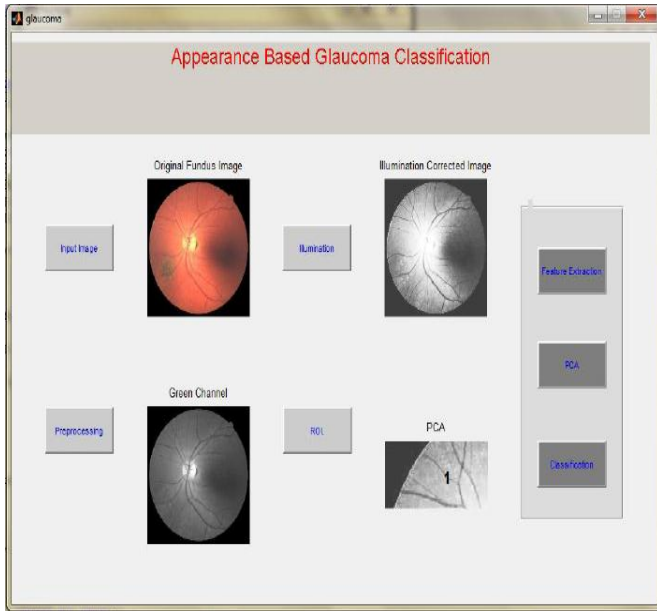 glaucoma
Appearance Based Glaucoma Classification
Original Fundus Image
Illumination Corrected Image
Input Image
Illumination
Feature Extraction
PCA
Green Channel
Preprocessing
ROI
PCA
1
Classification